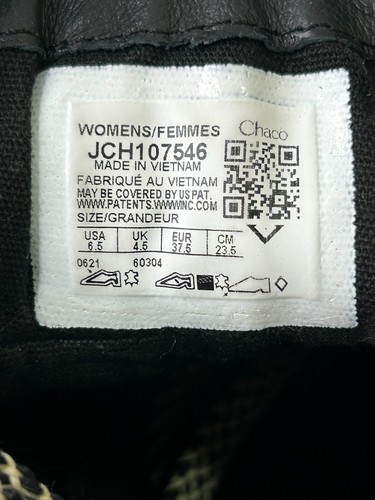 WOMENS/FEMMES Chaco
JCH107546
MADE IN VIETNAM
FABRIQUÉ AU VIETNAM
MAY BE COVERED BY US PAT.
WWW.PATENTS.WWWINC.COM
SIZE/GRANDEUR
USA UK EUR CM
6.5 4.5 37.5 23.5
0621 60304